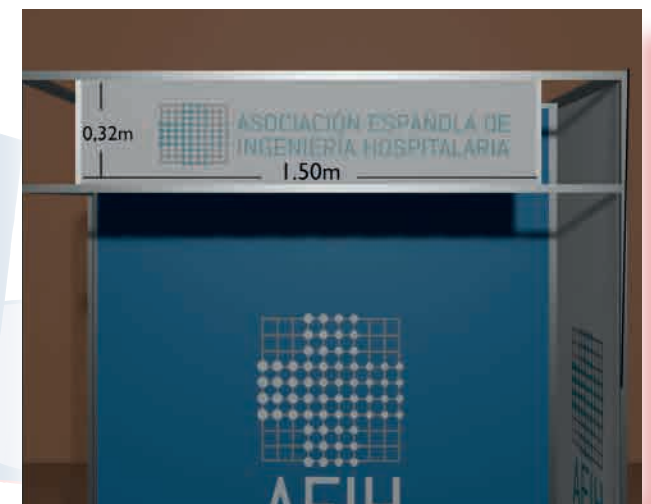 0,32m
ASOCIACIÓN ESPAÑOLA DE
INGENIERÍA HOSPITALARIA
1.50m
AEIH